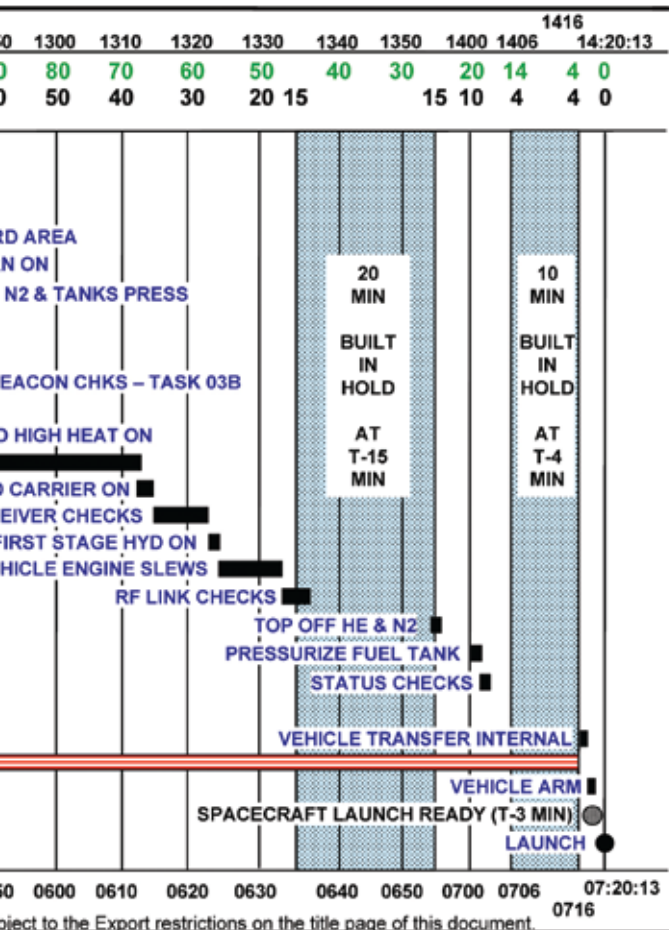 1416
50 1300 1310 1320 1330 1340 1350 1400 1406 14:20:13
0 80 70 60 50 40 30 20 14 4 0
0 50 40 30 20 15 15 10 4 4 0
RD AREA
N ON
N2 & TANKS PRESS
EACON CHKS – TASK 03B
D HIGH HEAT ON
D CARRIER ON
EIVER CHECKS
FIRST STAGE HYD ON
HICLE ENGINE SLEWS
RF LINK CHECKS
TOP OFF HE & N2
PRESSURIZE FUEL TANK
STATUS CHECKS
VEHICLE TRANSFER INTERNAL
VEHICLE ARM
SPACECRAFT LAUNCH READY (T-3 MIN)
LAUNCH
20
MIN
BUILT
IN
HOLD
AT
T-15
MIN
10
MIN
BUILT
IN
HOLD
AT
T-4
MIN
50 0600 0610 0620 0630 0640 0650 0700 0706 07:20:13
0716
bject to the Export restrictions on the title page of this document.